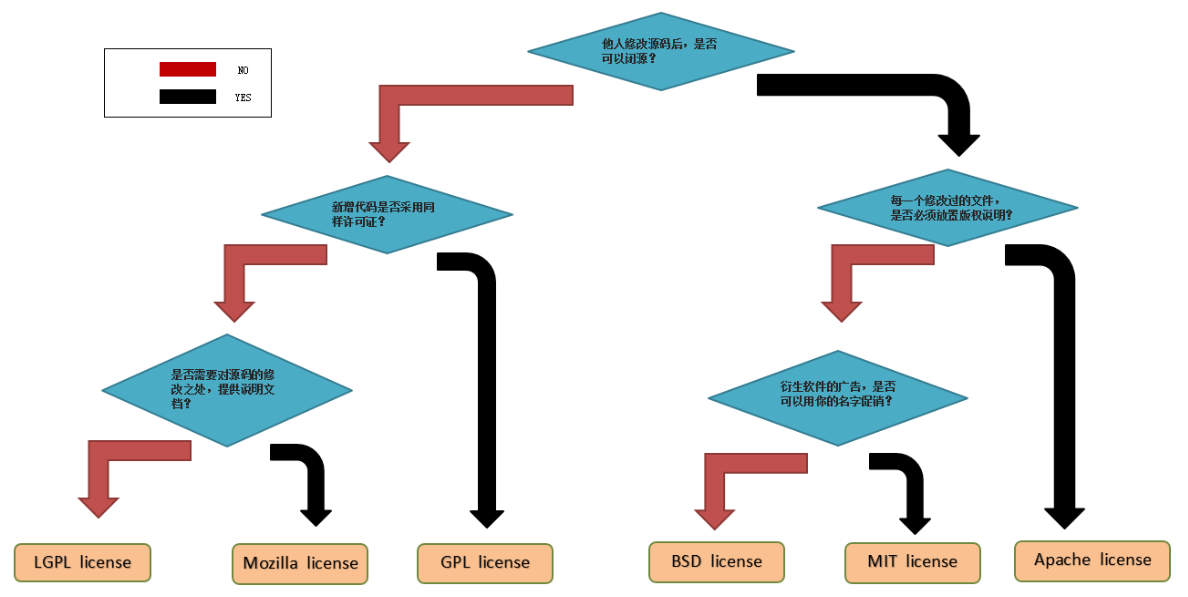 他人修改源码后，是否
可以闭源？
NO
YES
新增代码是否采用同
样许可证？
每一个修改过的文件，
是否必须放置版权说明？
是否需要对源码的修
改之处，提供说明文
档？
衍生软件的广告，是否
可以用你的名字促销？
LGPL license
Mozilla license
GPL license
BSD license
MIT license
Apache license